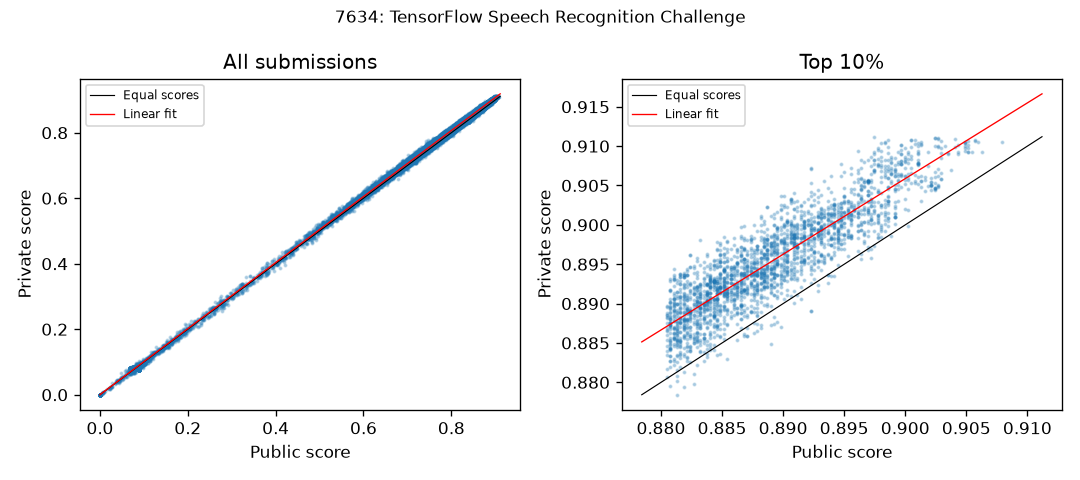 7634: TensorFlow Speech Recognition Challenge
All submissions
Equal scores
Linear fit
Private score
0.8
0.6
0.4
0.2
0.0
0.0 0.2 0.4 0.6 0.8
Public score
Top 10%
Equal scores
Linear fit
Private score
0.915
0.910
0.905
0.900
0.895
0.890
0.885
0.880
0.880 0.885 0.890 0.895 0.900 0.905 0.910
Public score